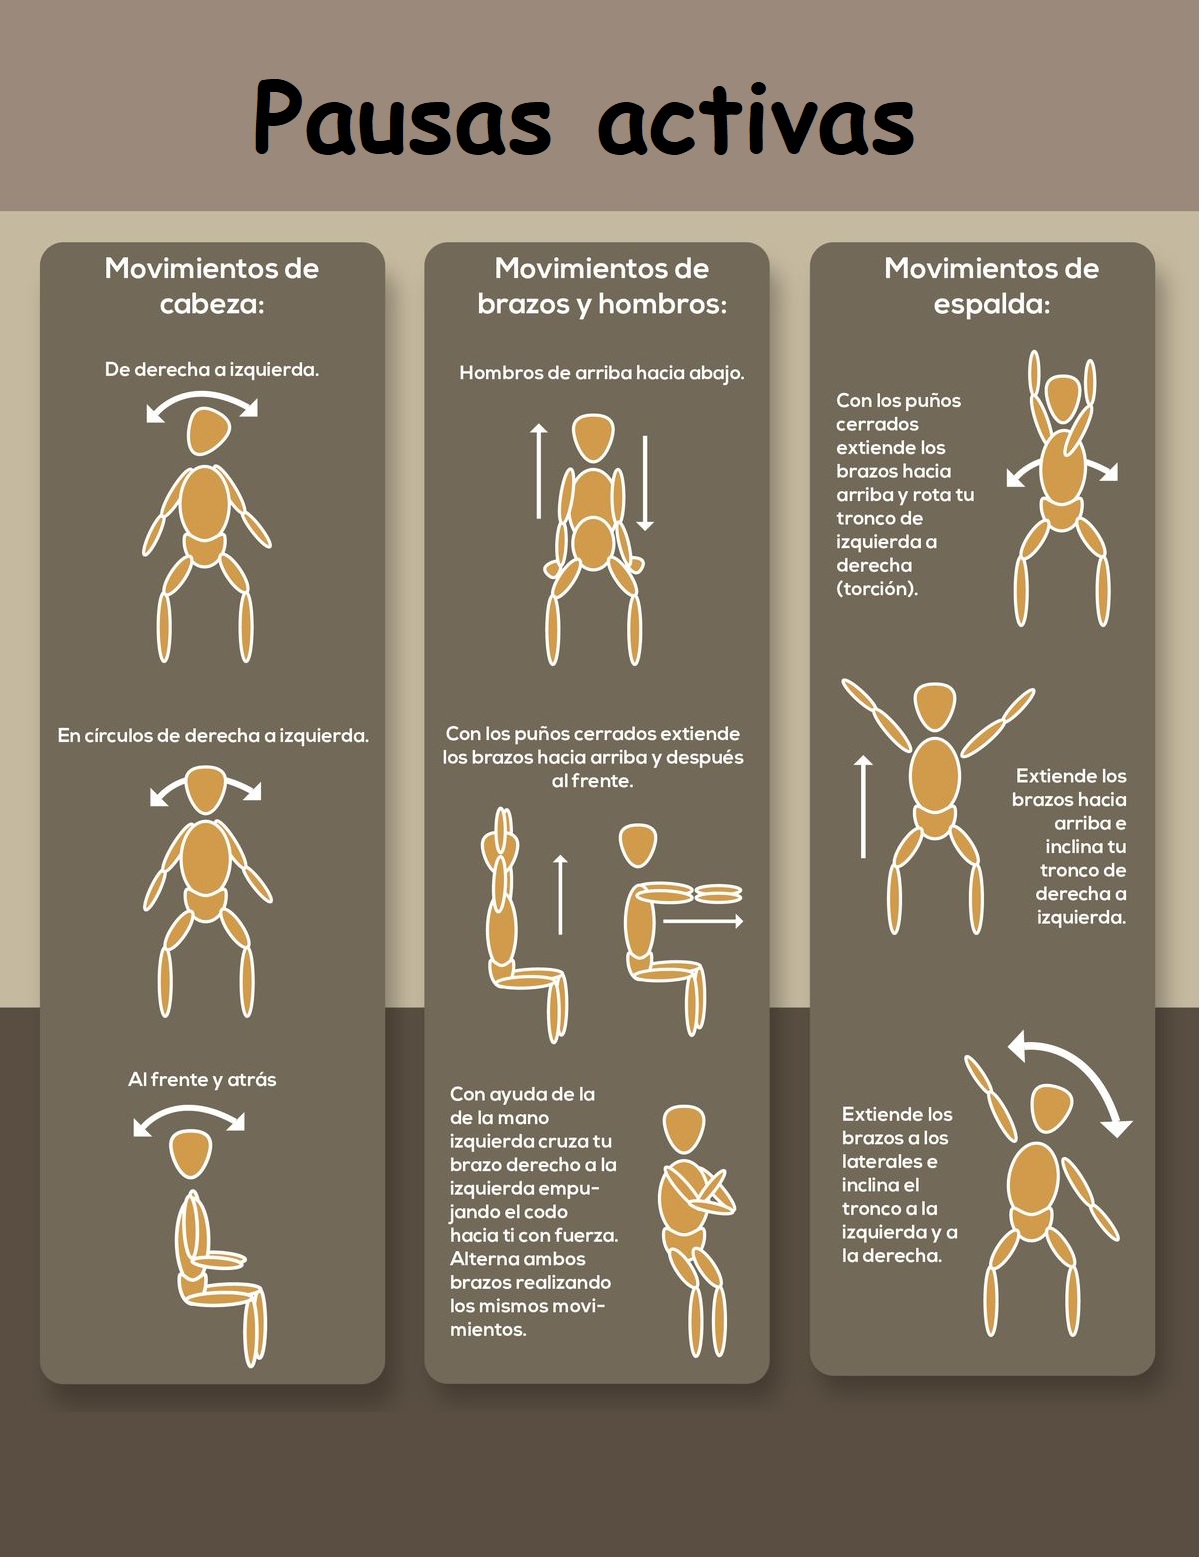 Pausas activas
Movimientos de
cabeza:
De derecha a izquierda.
En círculos de derecha a izquierda.
Al frente y atrás
Movimientos de
brazos y hombros:
Hombros de arriba hacia abajo.
Con los puños cerrados extiende
los brazos hacia arriba y después
al frente.
Con ayuda de la
de la mano
izquierda cruza tu
brazo derecho a la
izquierda empu-
jando el codo
hacia ti con fuerza.
Alterna ambos
brazos realizando
los mismos movi-
mientos.
Movimientos de
espalda:
Con los puños
cerrados
extiende los
brazos hacia
arriba y rota tu
tronco de
izquierda a
derecha
(torción).
Extiende los
brazos hacia
arriba e
inclina tu
tronco de
derecha a
izquierda.
Extiende los
brazos a los
laterales e
inclina el
tronco a la
izquierda y a
la derecha.